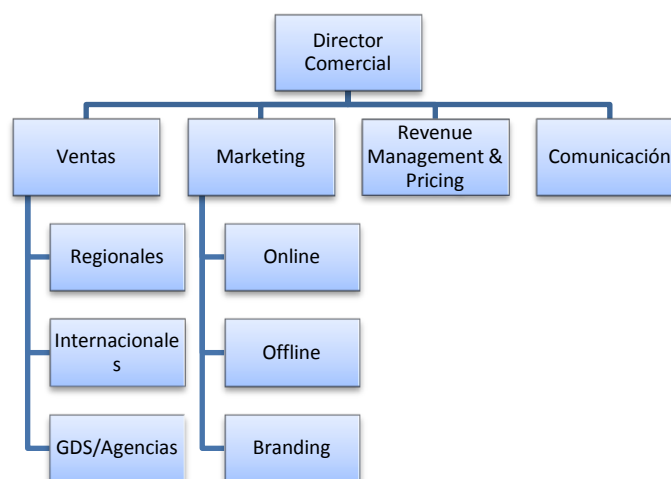 Director
Comercial
Ventas
Marketing
Revenue
Management &
Pricing
Comunicación
Regionales
Online
Internacionale
s
Offline
GDS/Agencias
Branding